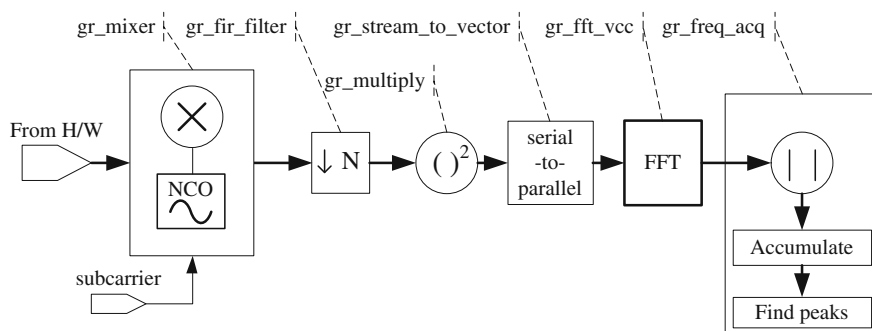 gr_mixer
gr_fir_filter
gr_stream_to_vector
gr_fft_vcc
gr_freq_acq
gr_multiply
From H/W
NCO
↓ N
( )²
serial
-to-
parallel
FFT
| |
Accumulate
Find peaks
subcarrier